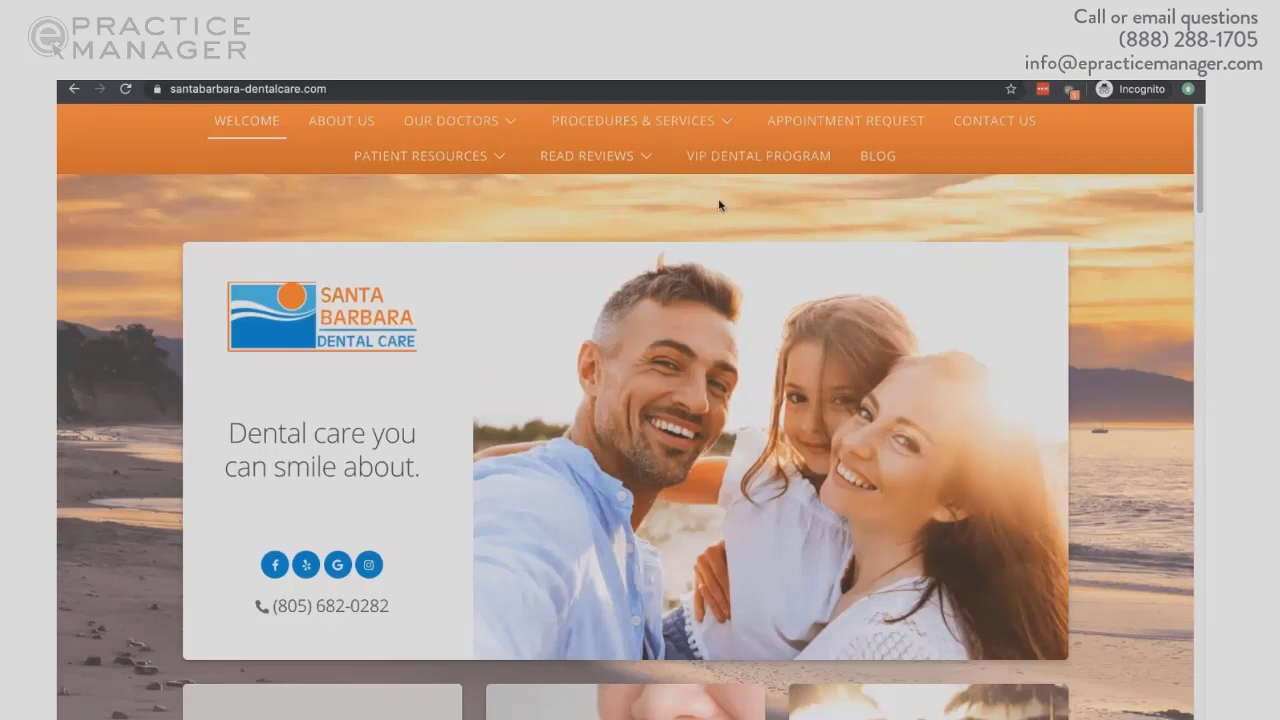 e PRACTICE
MANAGER
Call or email questions
(888) 288-1705
info@epracticemanager.com
santabarbara-dentalcare.com
Incognito
WELCOME
ABOUT US
OUR DOCTORS
PROCEDURES & SERVICES
APPOINTMENT REQUEST
CONTACT US
PATIENT RESOURCES
READ REVIEWS
VIP DENTAL PROGRAM
BLOG
SANTA
BARBARA
DENTAL CARE
Dental care you
can smile about.
(805) 682-0282